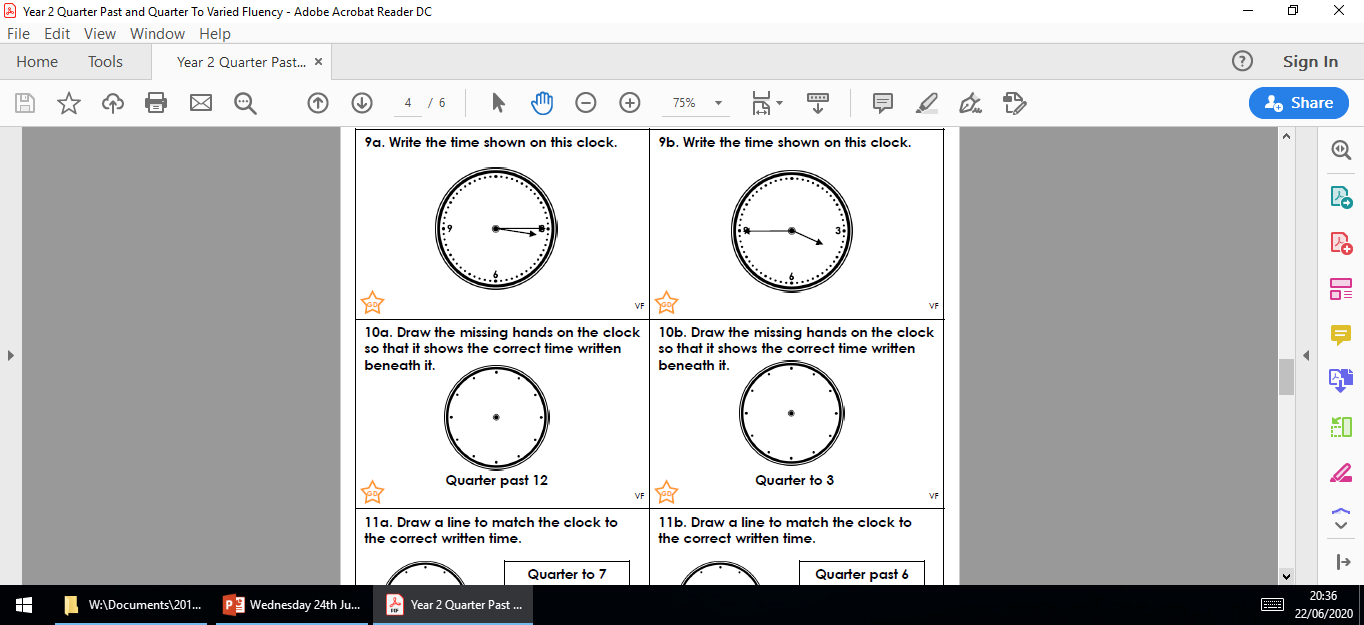 Year 2 Quarter Past and Quarter To Varied Fluency - Adobe Acrobat Reader DC
File Edit View Window Help
Home Tools Year 2 Quarter Past... × ? Sign In
4 / 6 75% Share
9a. Write the time shown on this clock.
9 6
GD VF
9b. Write the time shown on this clock.
9 3 6
GD VF
10a. Draw the missing hands on the clock
so that it shows the correct time written
beneath it.
Quarter past 12
GD VF
10b. Draw the missing hands on the clock
so that it shows the correct time written
beneath it.
Quarter to 3
GD VF
11a. Draw a line to match the clock to
the correct written time.
Quarter to 7
11b. Draw a line to match the clock to
the correct written time.
Quarter past 6
W:\Documents\201... Wednesday 24th Ju... Year 2 Quarter Past ... 20:36
22/06/2020